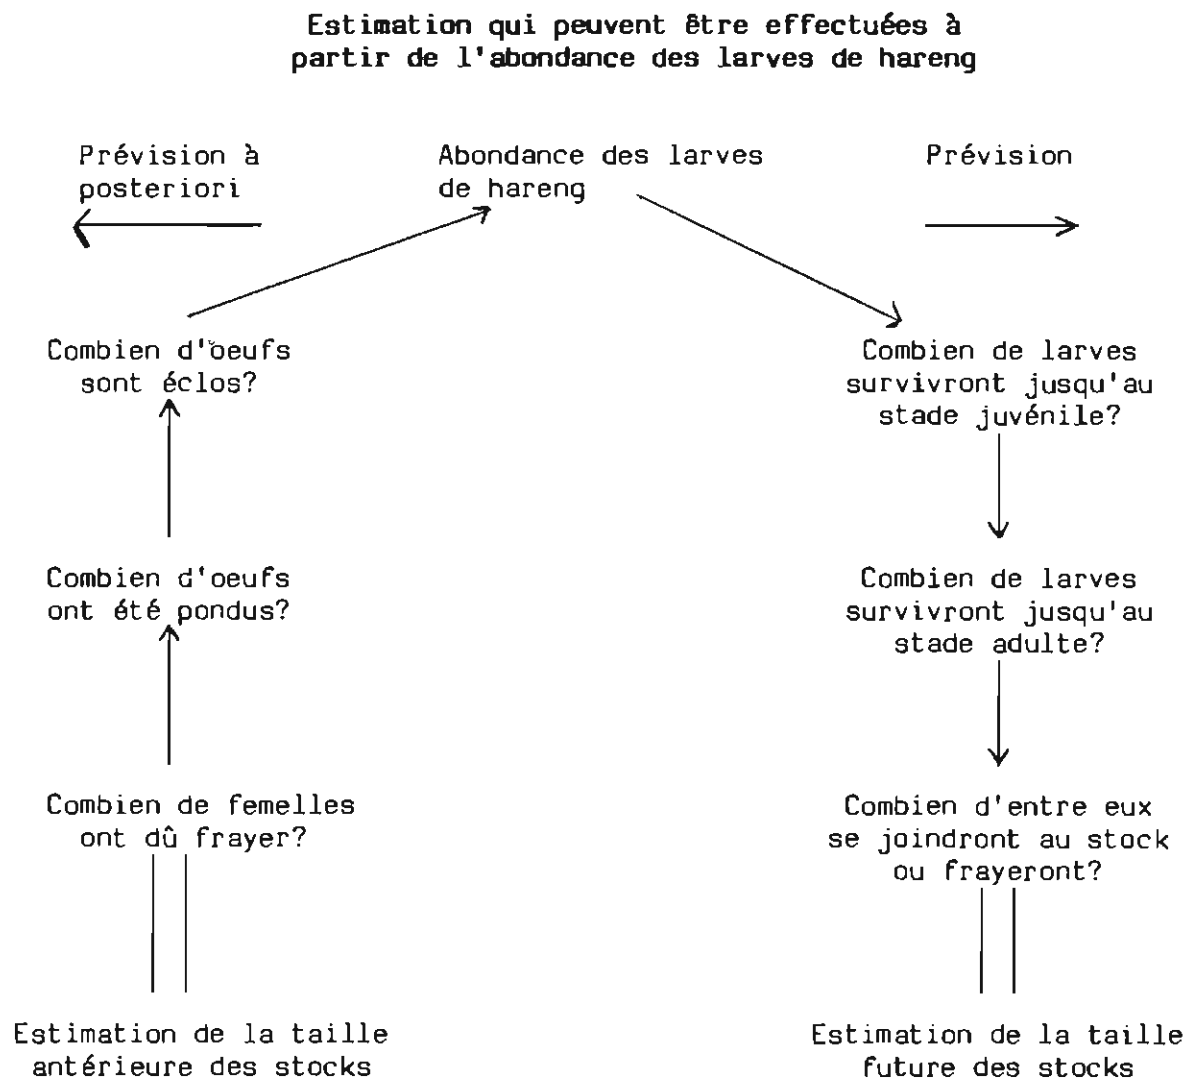 Estimation qui peuvent être effectuées à
partir de l'abondance des larves de hareng
Prévision à
posteriori
Abondance des larves
de hareng
Prévision
Combien d'oeufs
sont éclos?
Combien de larves
survivront jusqu'au
stade juvénile?
Combien d'oeufs
ont été pondus?
Combien de larves
survivront jusqu'au
stade adulte?
Combien de femelles
ont dû frayer?
Combien d'entre eux
se joindront au stock
ou frayeront?
Estimation de la taille
antérieure des stocks
Estimation de la taille
future des stocks